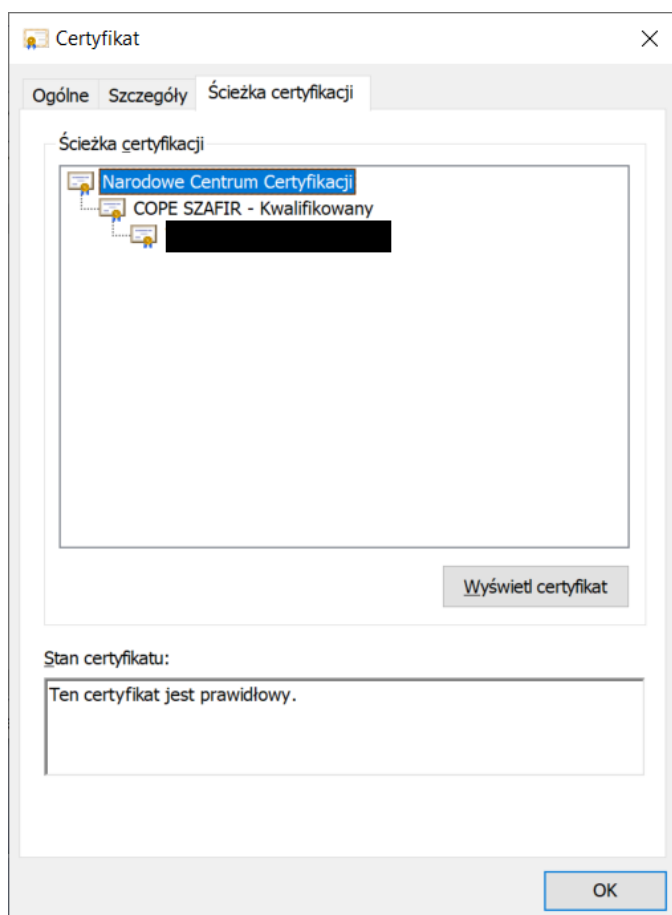 Certyfikat
Ogólne Szczegóły Ścieżka certyfikacji
Ścieżka certyfikacji
Narodowe Centrum Certyfikacji
COPE SZAFIR - Kwalifikowany
Wyświetl certyfikat
Stan certyfikatu:
Ten certyfikat jest prawidłowy.
OK